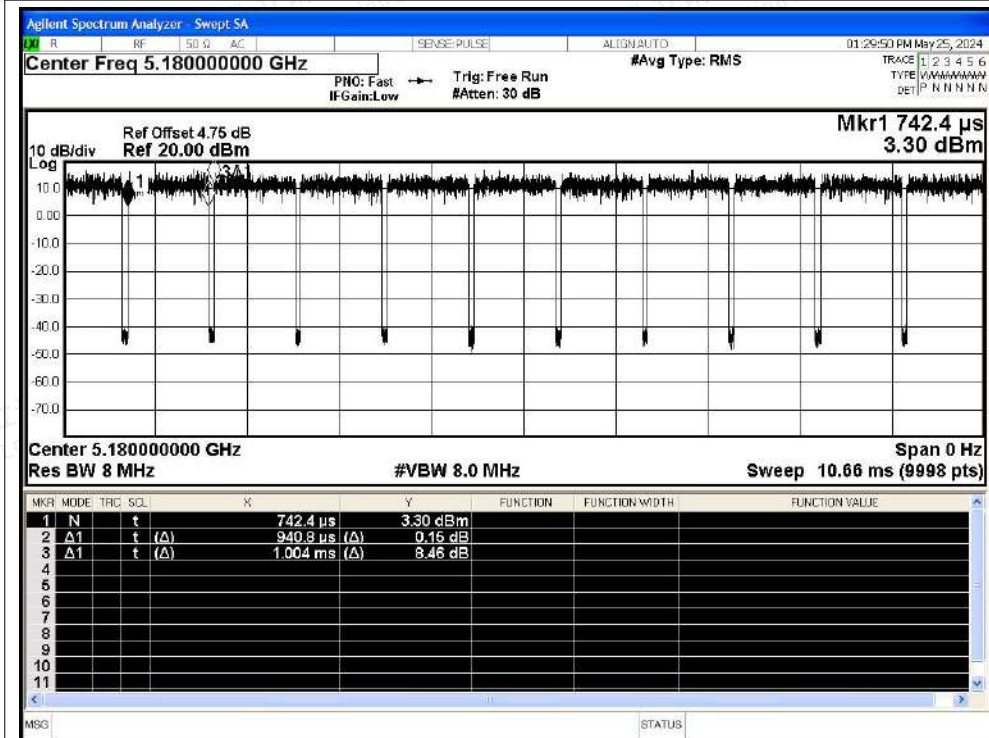 Agilent Spectrum Analyzer - Swept SA
LXI R RF 50 Ω AC SENSE:PULSE ALIGNAUTO 01:29:50 PM May 25, 2024
Center Freq 5.180000000 GHz #Avg Type: RMS TRACE 1 2 3 4 5 6
PNO: Fast Trig: Free Run TYPE
IFGain:Low #Atten: 30 dB DET P N N N N N
Mkr1 742.4 µs
Ref Offset 4.75 dB
10 dB/div Ref 20.00 dBm 3.30 dBm
Log
1 3Δ1
10.0
0.00
-10.0
-20.0
-30.0
-40.0
-50.0
-60.0
-70.0
Center 5.180000000 GHz Span 0 Hz
Res BW 8 MHz #VBW 8.0 MHz Sweep 10.66 ms (9998 pts)
MKR MODE TRC SCL X Y FUNCTION FUNCTION WIDTH FUNCTION VALUE
1 N t 742.4 µs 3.30 dBm
2 Δ1 t (Δ) 940.8 µs (Δ) 0.15 dB
3 Δ1 t (Δ) 1.004 ms (Δ) 8.46 dB
4
5
6
7
8
9
10
11
MSG STATUS